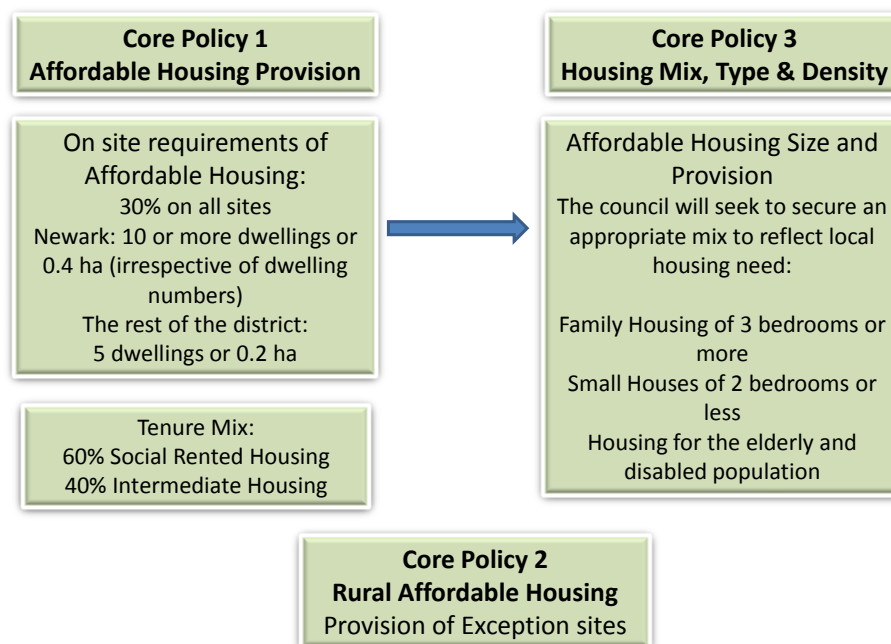 Core Policy 1
Affordable Housing Provision
On site requirements of
Affordable Housing:
30% on all sites
Newark: 10 or more dwellings or
0.4 ha (irrespective of dwelling
numbers)
The rest of the district:
5 dwellings or 0.2 ha
Tenure Mix:
60% Social Rented Housing
40% Intermediate Housing
Core Policy 3
Housing Mix, Type & Density
Affordable Housing Size and
Provision
The council will seek to secure an
appropriate mix to reflect local
housing need:
Family Housing of 3 bedrooms or
more
Small Houses of 2 bedrooms or
less
Housing for the elderly and
disabled population
Core Policy 2
Rural Affordable Housing
Provision of Exception sites